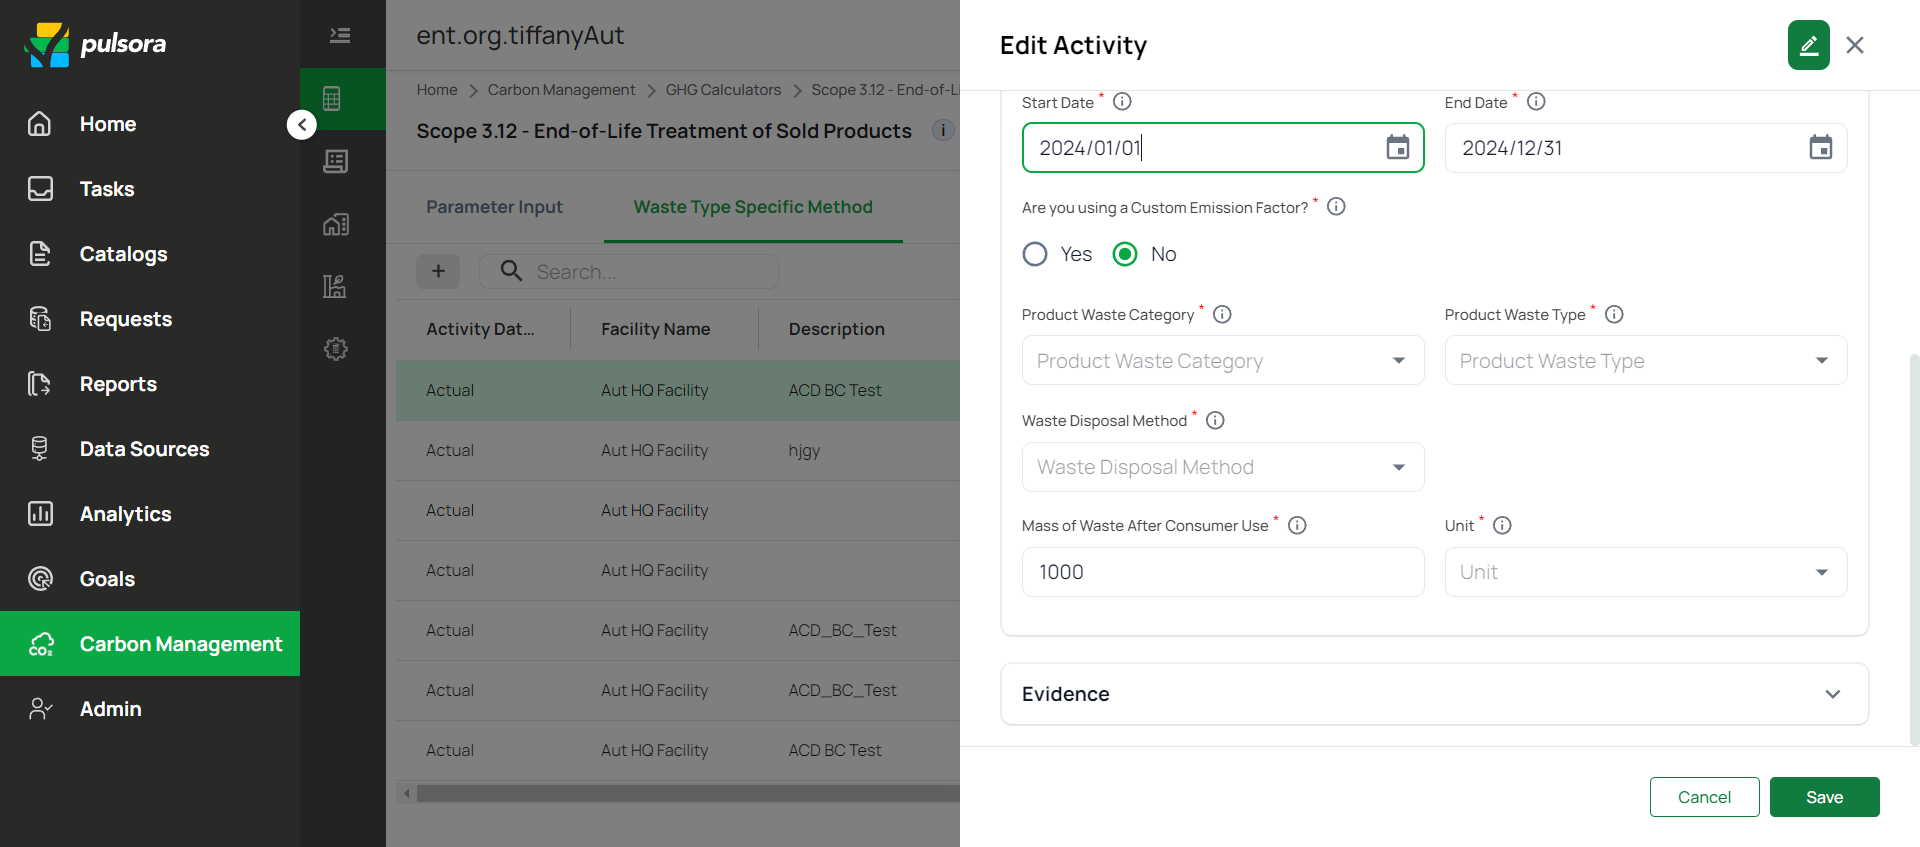 pulsora
Home
Tasks
Catalogs
Requests
Reports
Data Sources
Analytics
Goals
Carbon Management
Admin
ent.org.tiffanyAut
Home > Carbon Management > GHG Calculators > Scope 3.12 - End-of-L
Scope 3.12 - End-of-Life Treatment of Sold Products
Parameter Input Waste Type Specific Method
Search...
Activity Dat... Facility Name Description
Actual Aut HQ Facility ACD BC Test
Actual Aut HQ Facility hjgy
Actual Aut HQ Facility
Actual Aut HQ Facility
Actual Aut HQ Facility ACD_BC_Test
Actual Aut HQ Facility ACD_BC_Test
Actual Aut HQ Facility ACD BC Test
Edit Activity
Start Date * End Date *
2024/01/01 2024/12/31
Are you using a Custom Emission Factor? *
Yes No
Product Waste Category * Product Waste Type *
Product Waste Category Product Waste Type
Waste Disposal Method *
Waste Disposal Method
Mass of Waste After Consumer Use * Unit *
1000 Unit
Evidence
Cancel Save